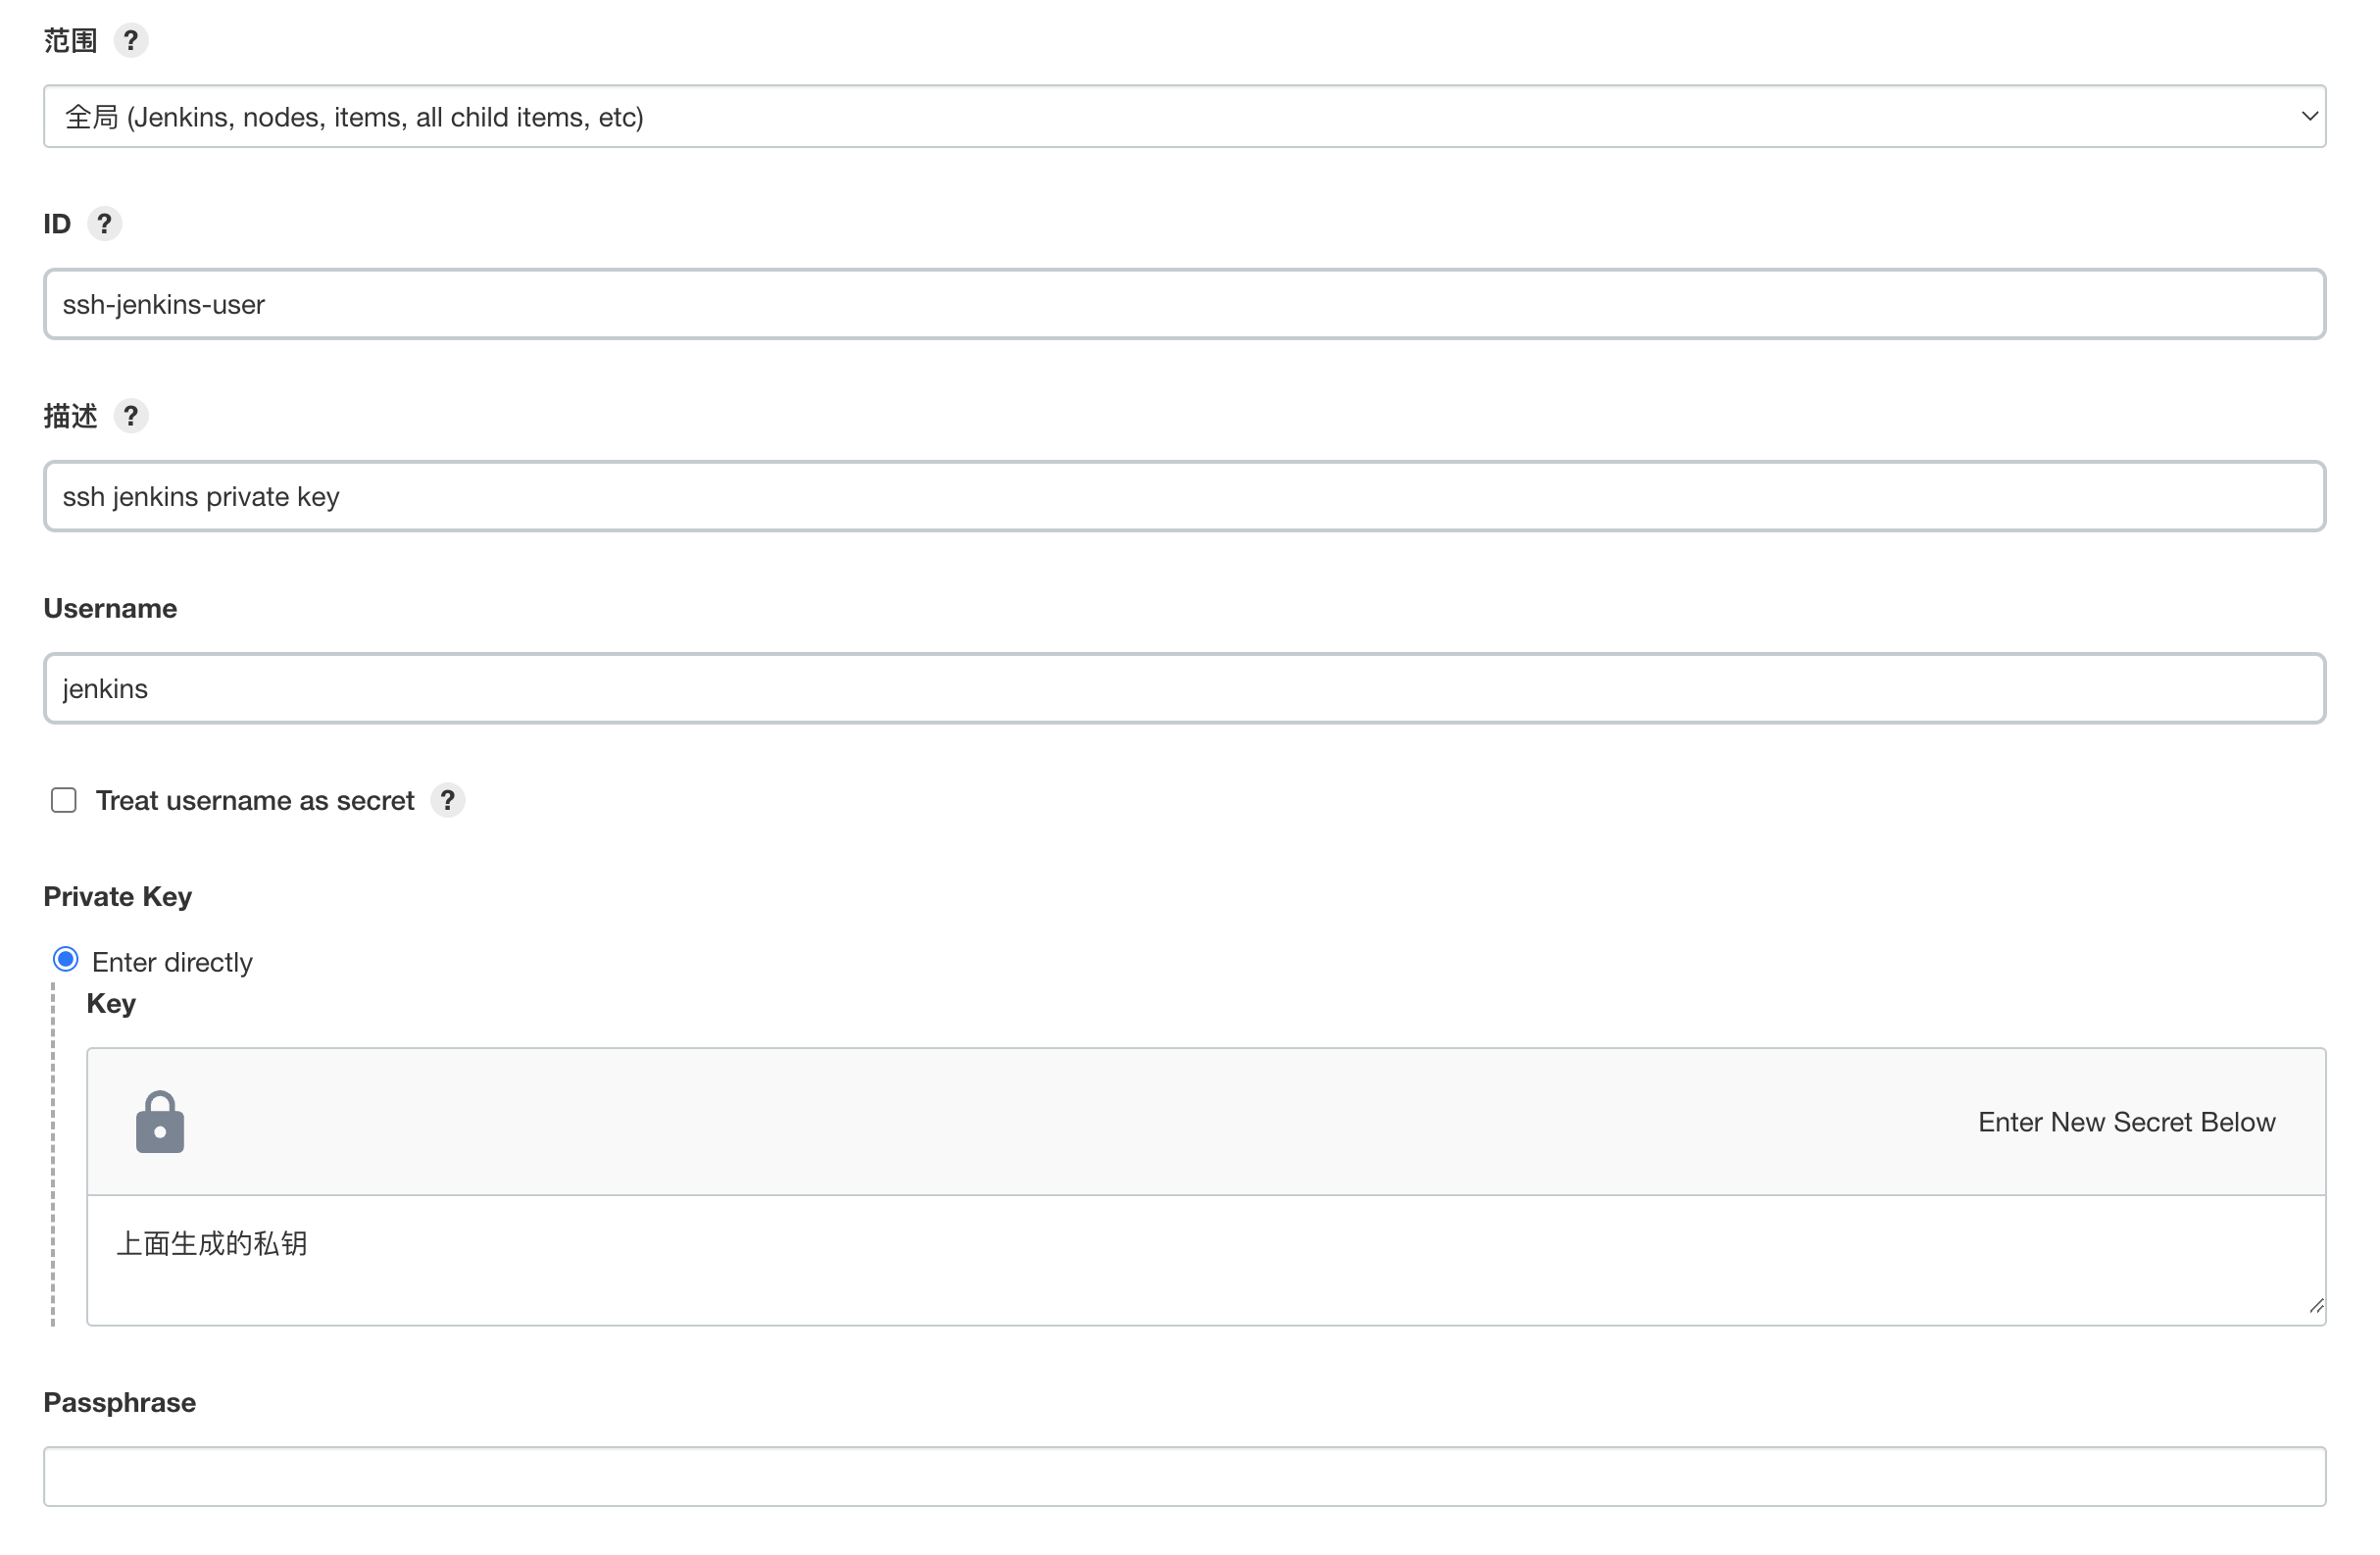 范围 ?
全局 (Jenkins, nodes, items, all child items, etc)
ID ?
ssh-jenkins-user
描述 ?
ssh jenkins private key
Username
jenkins
Treat username as secret ?
Private Key
Enter directly
Key
Enter New Secret Below
上面生成的私钥
Passphrase